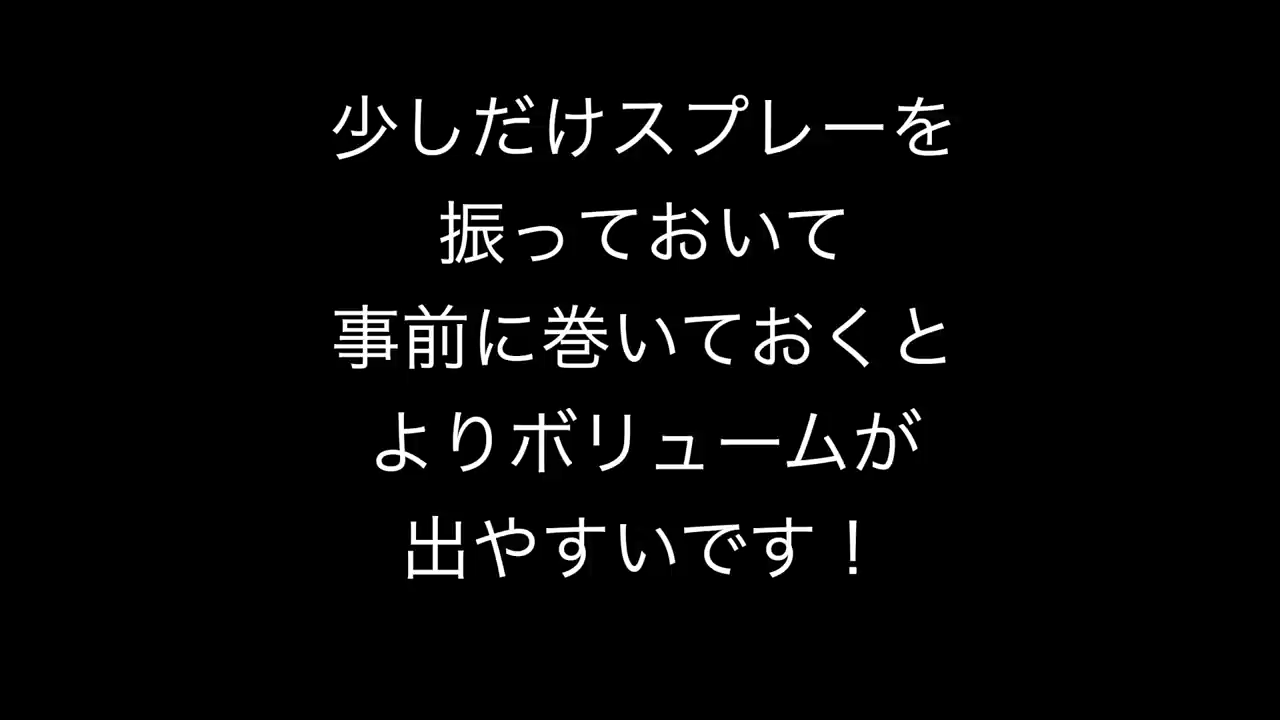 少しだけスプレーを
振っておいて
事前に巻いておくと
よりボリュームが
出やすいです！